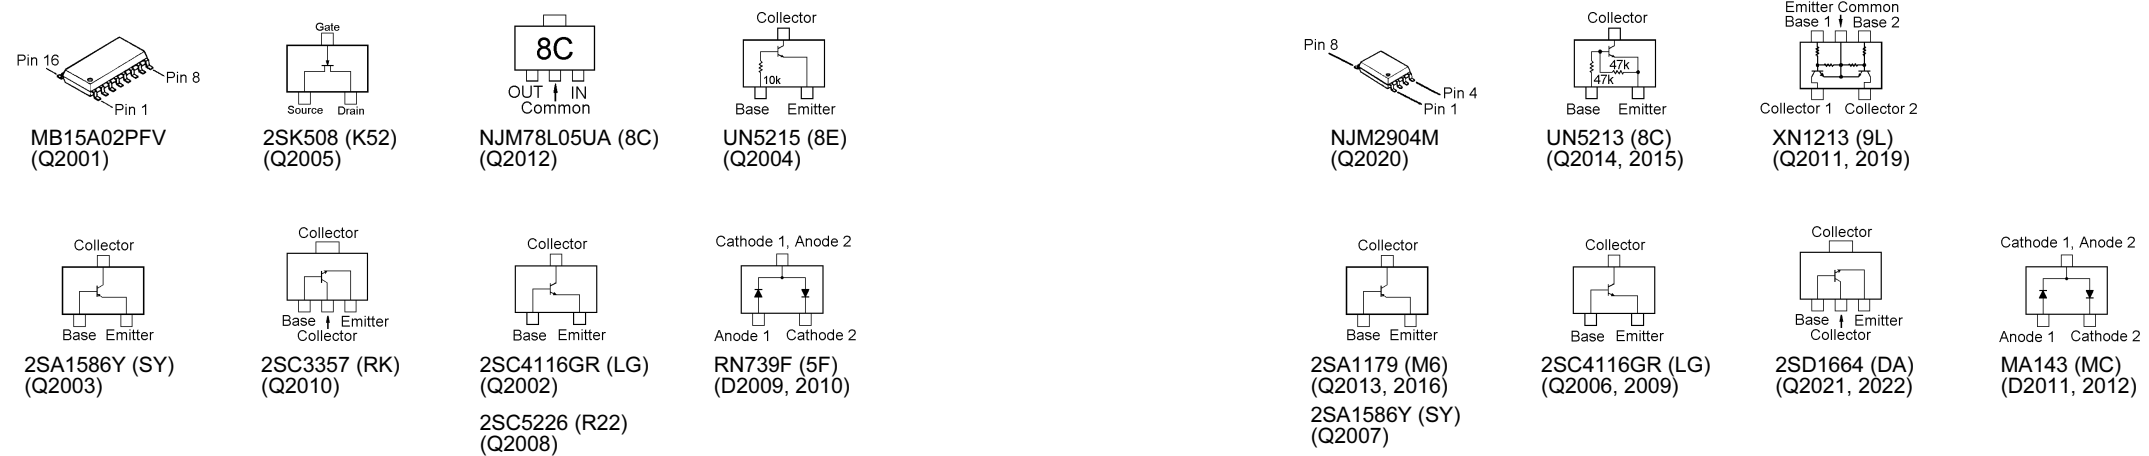 Pin 16
Pin 8
Pin 1
MB15A02PFV
(Q2001)
Gate
Source Drain
2SK508 (K52)
(Q2005)
8C
OUT IN
Common
NJM78L05UA (8C)
(Q2012)
Collector
10k
Base Emitter
UN5215 (8E)
(Q2004)
Pin 8
Pin 4
Pin 1
NJM2904M
(Q2020)
Collector
47k
47k
Base Emitter
UN5213 (8C)
(Q2014, 2015)
Emitter Common
Base 1 Base 2
Collector 1 Collector 2
XN1213 (9L)
(Q2011, 2019)
Collector
Base Emitter
2SA1586Y (SY)
(Q2003)
Collector
Base Emitter
Collector
2SC3357 (RK)
(Q2010)
Collector
Base Emitter
2SC4116GR (LG)
(Q2002)
2SC5226 (R22)
(Q2008)
Cathode 1, Anode 2
Anode 1 Cathode 2
RN739F (5F)
(D2009, 2010)
Collector
Base Emitter
2SA1179 (M6)
(Q2013, 2016)
2SA1586Y (SY)
(Q2007)
Collector
Base Emitter
2SC4116GR (LG)
(Q2006, 2009)
Collector
Base Emitter
Collector
2SD1664 (DA)
(Q2021, 2022)
Cathode 1, Anode 2
Anode 1 Cathode 2
MA143 (MC)
(D2011, 2012)